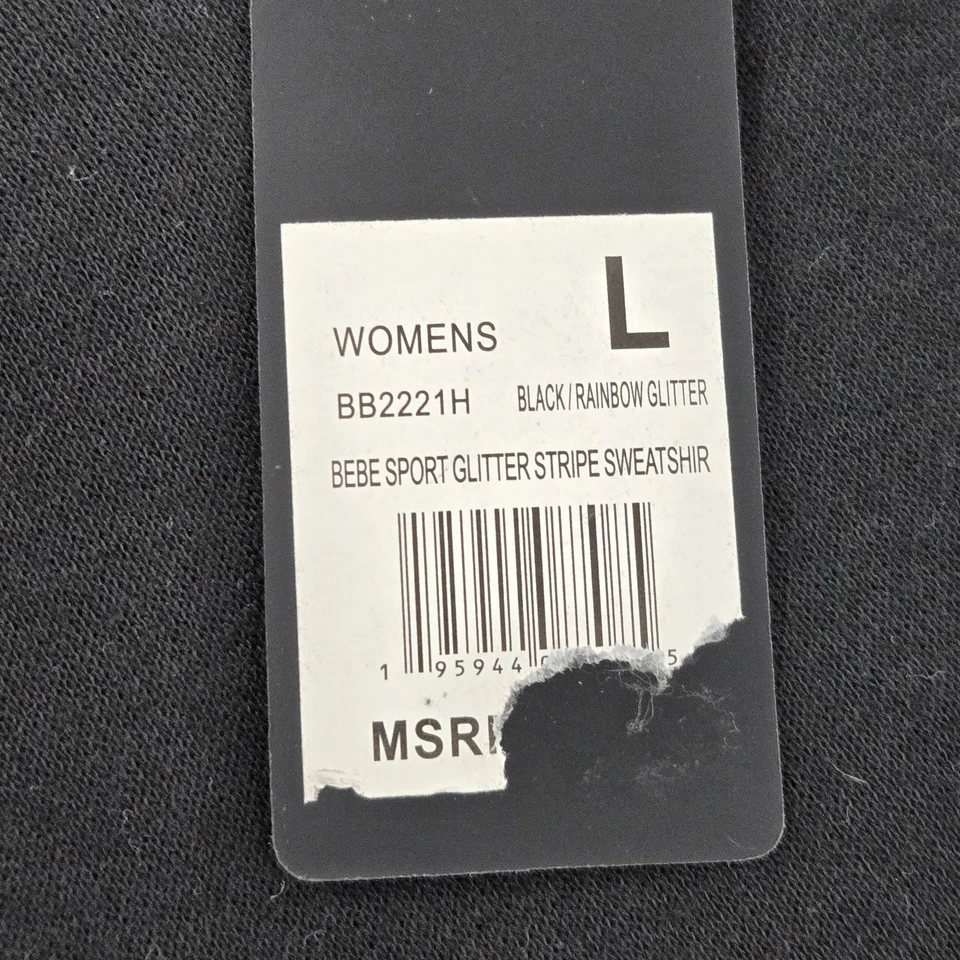 L
WOMENS
BB2221H BLACK/RAINBOW GLITTER
BEBE SPORT GLITTER STRIPE SWEATSHIR
1 95944 5
MSR